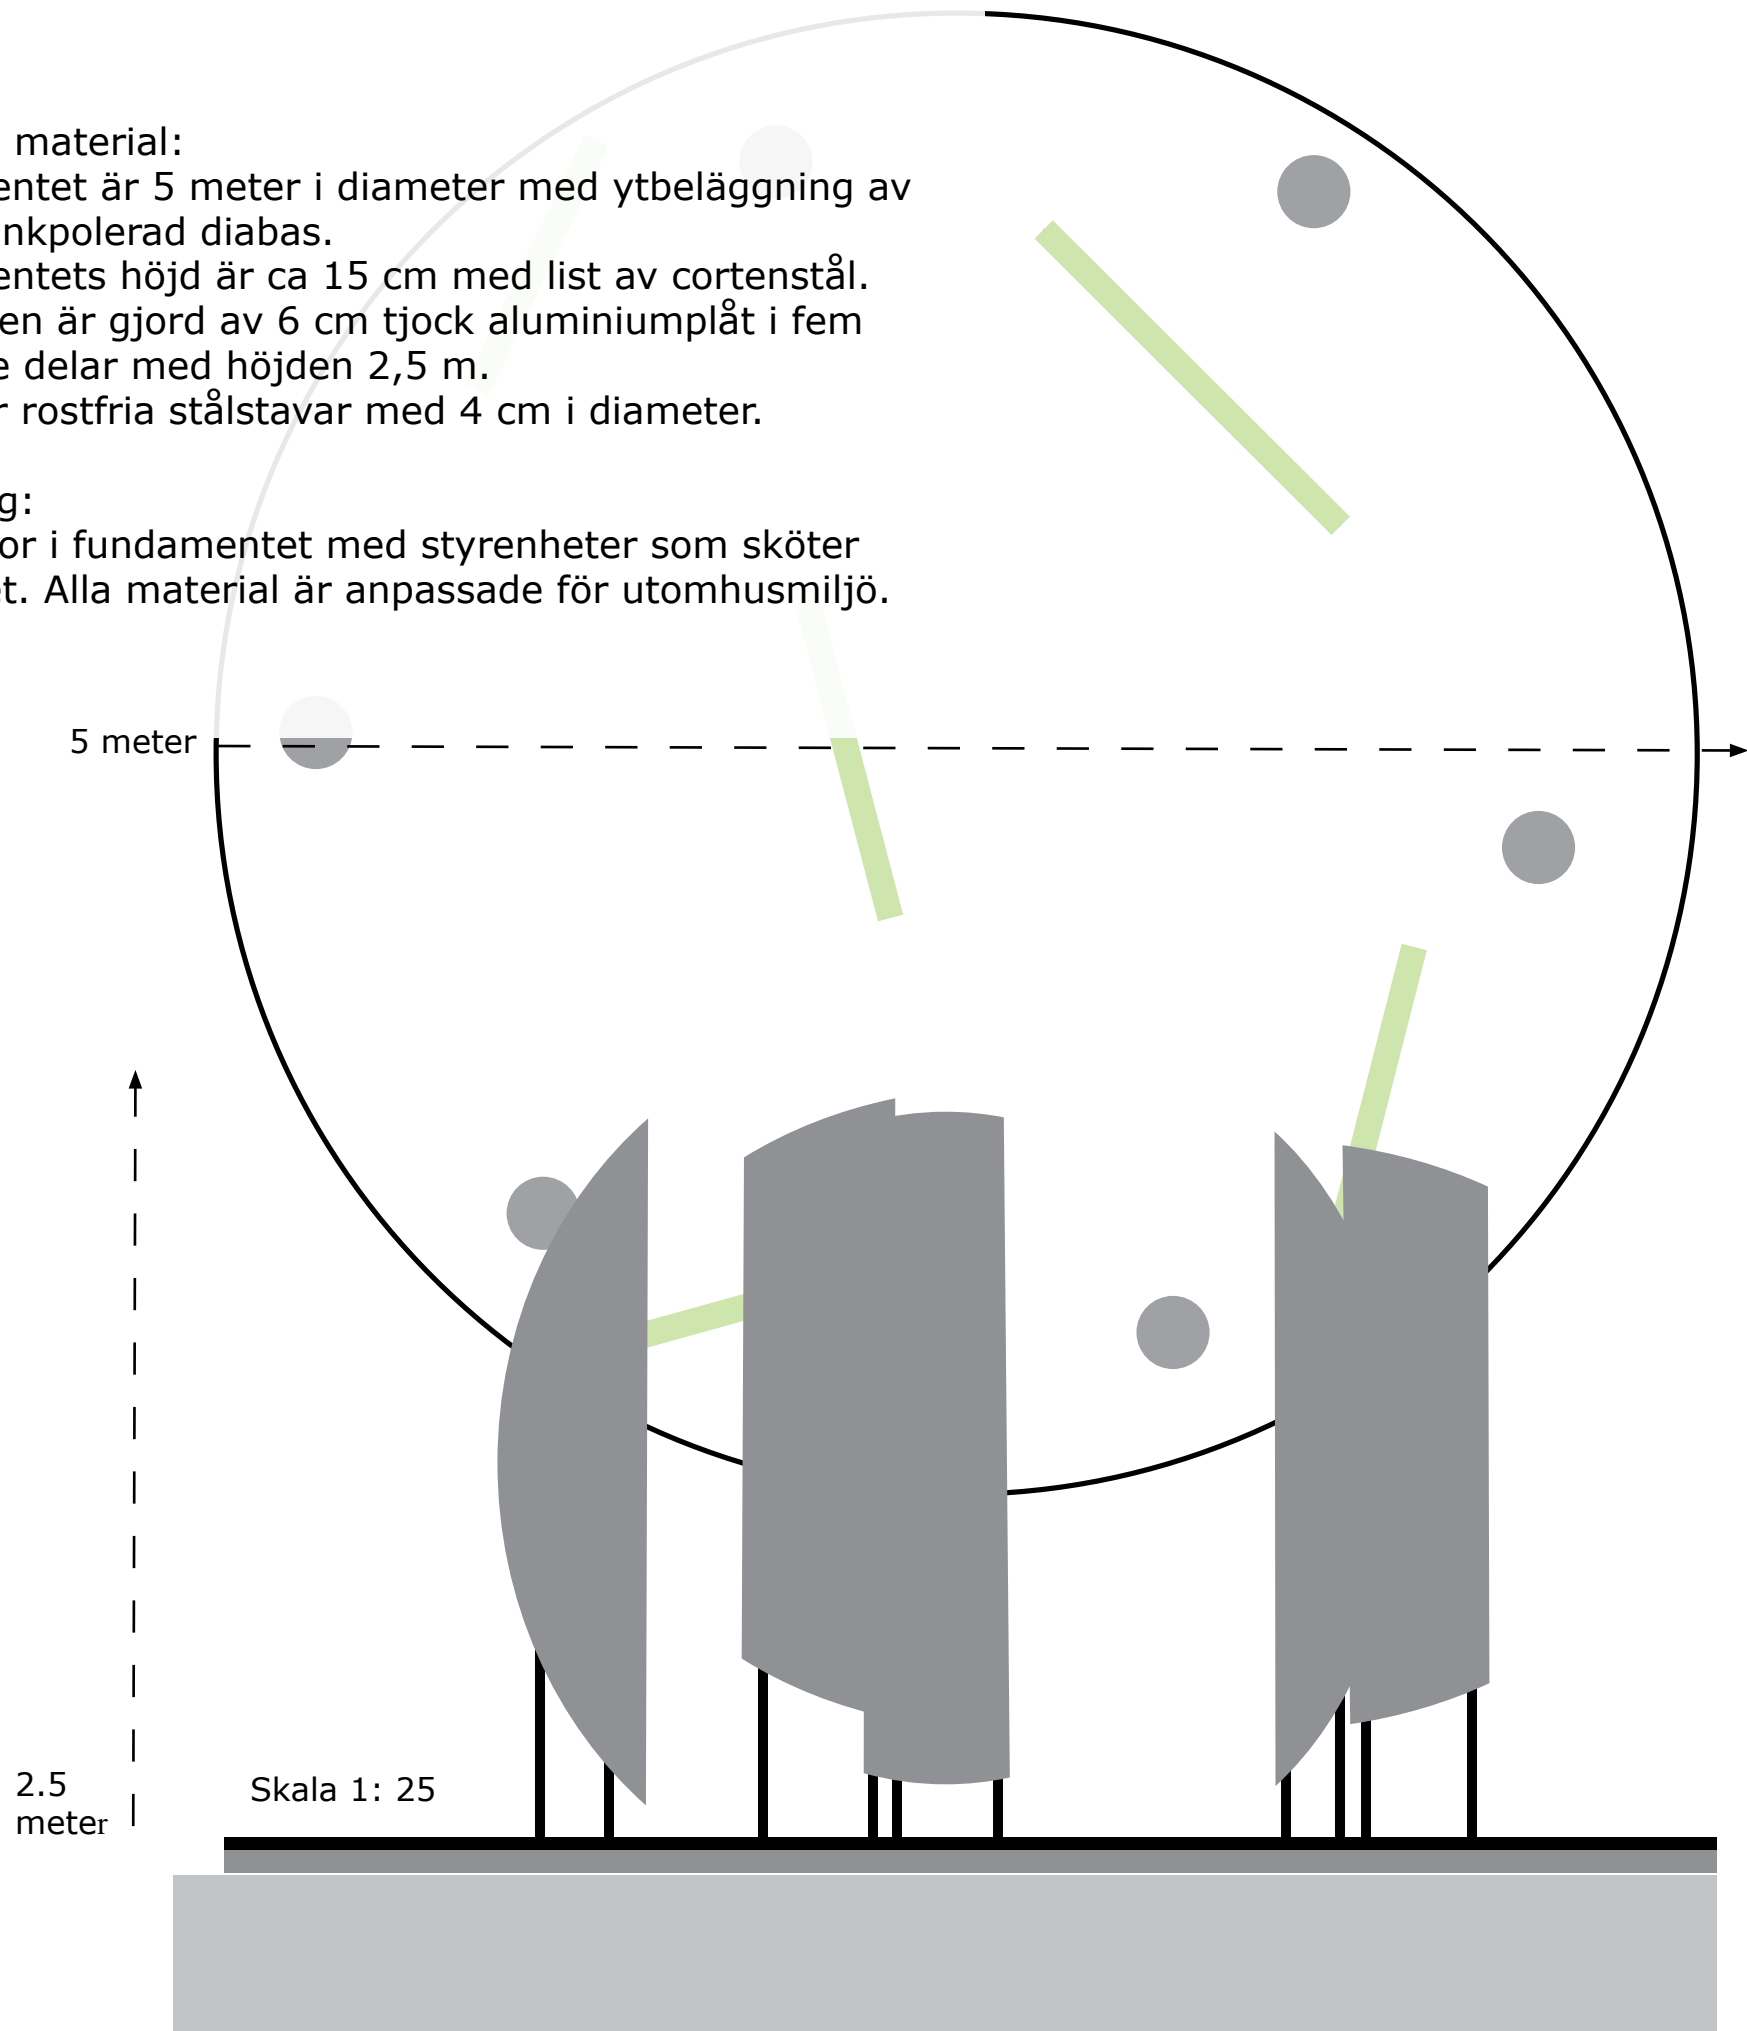 material:
entet är 5 meter i diameter med ytbeläggning av
nkpolerad diabas.
entets höjd är ca 15 cm med list av cortenstål.
en är gjord av 6 cm tjock aluminiumplåt i fem
e delar med höjden 2,5 m.
r rostfria stålstavar med 4 cm i diameter.
g:
or i fundamentet med styrenheter som sköter
et. Alla material är anpassade för utomhusmiljö.
5 meter
2.5
meter
Skala 1: 25